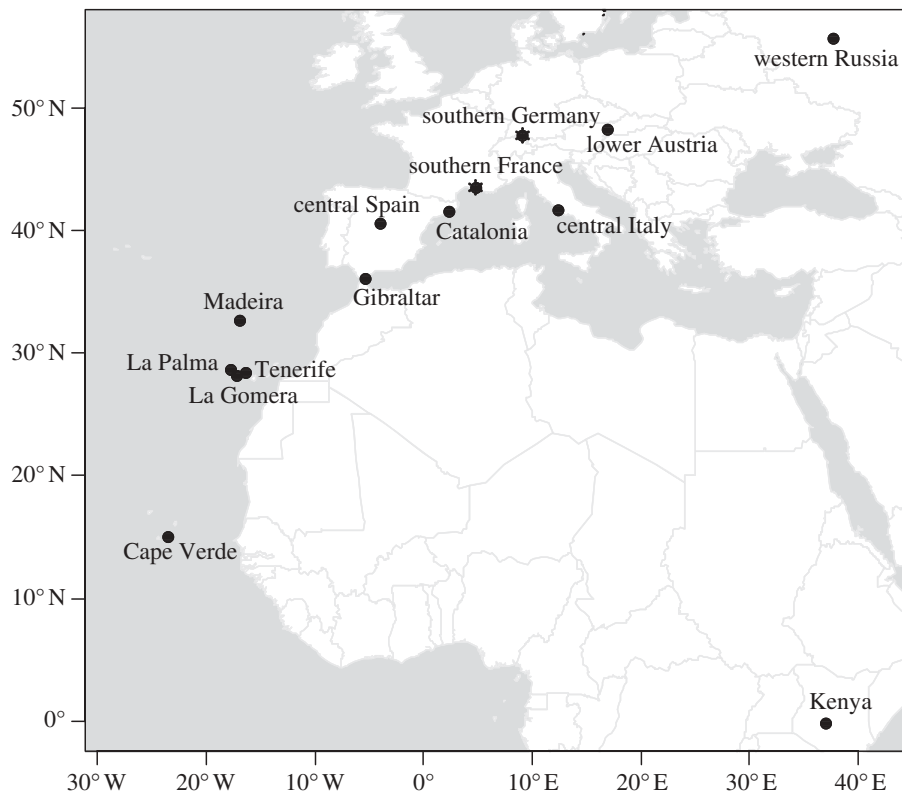 western Russia
50° N
southern Germany
lower Austria
southern France
central Spain
40° N
Catalonia
central Italy
Gibraltar
Madeira
30° N
La Palma
Tenerife
La Gomera
20° N
Cape Verde
10° N
Kenya
0°
30° W 20° W 10° W 0° 10° E 20° E 30° E 40° E